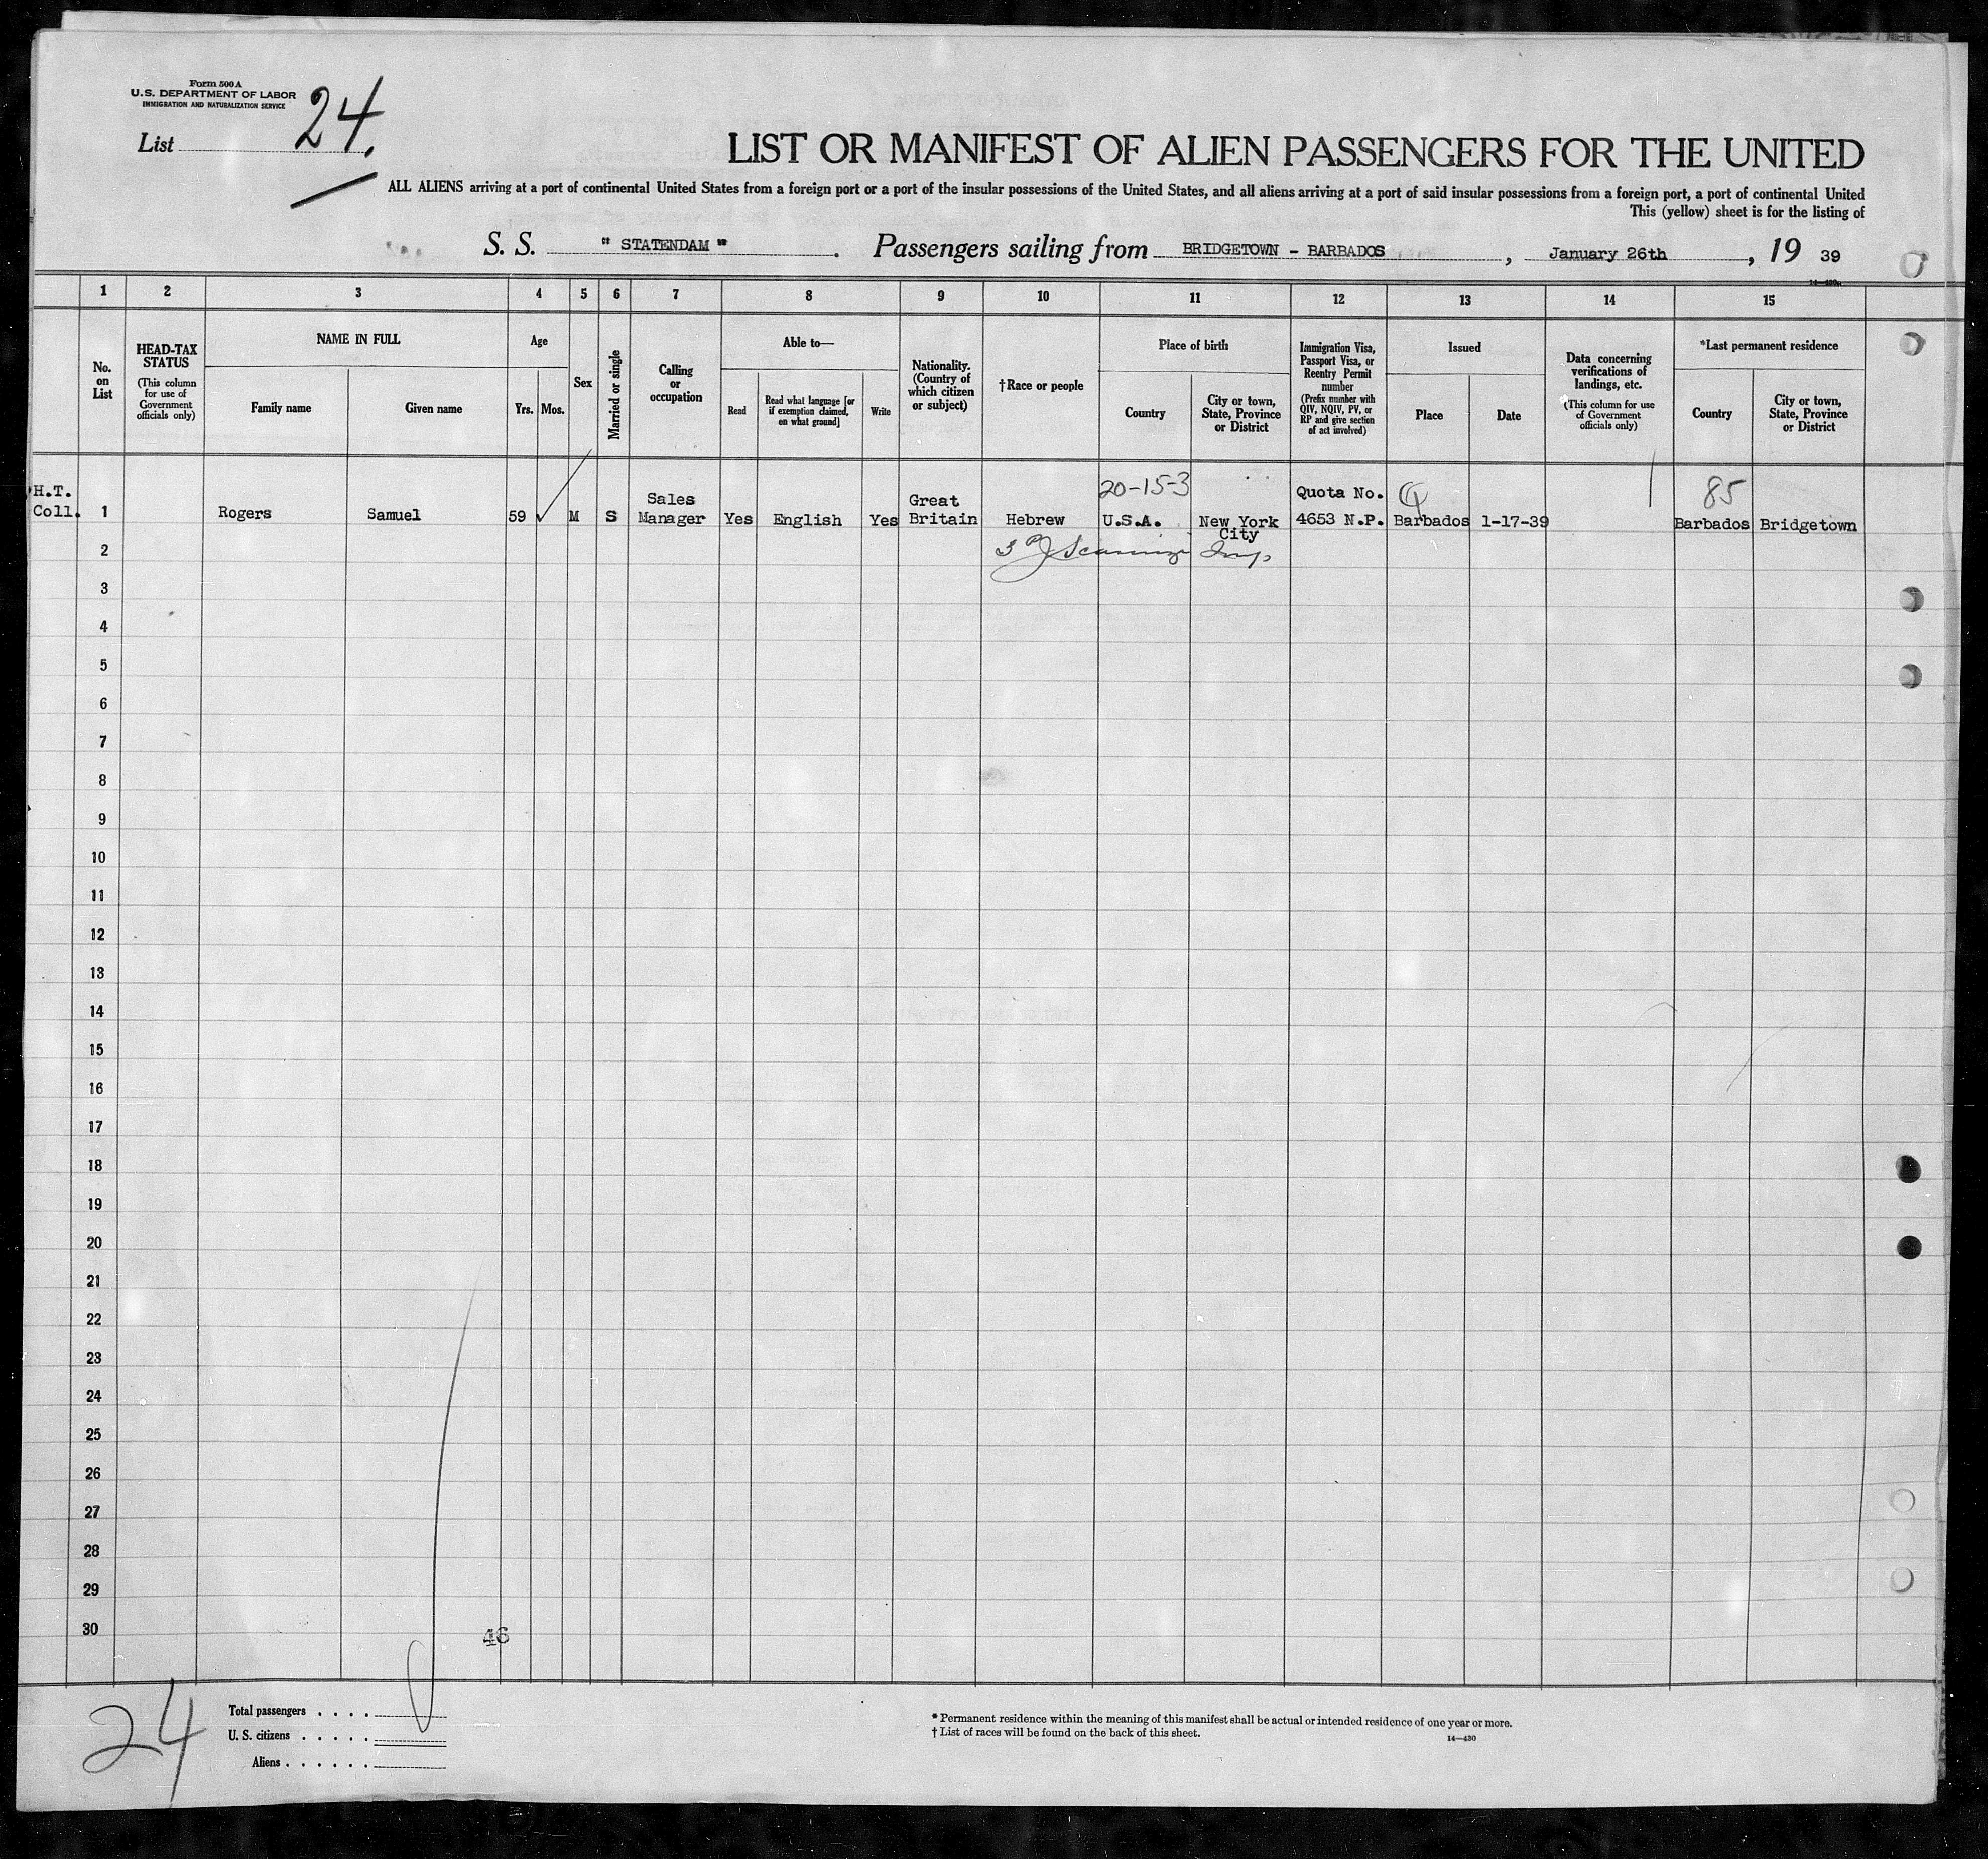 Form 500 A
U.S. DEPARTMENT OF LABOR
IMMIGRATION AND NATURALIZATION SERVICE
List 24.
LIST OR MANIFEST OF ALIEN PASSENGERS FOR THE UNITED
ALL ALIENS arriving at a port of continental United States from a foreign port or a port of the insular possessions of the United States, and all aliens arriving at a port of said insular possessions from a foreign port, a port of continental United
This (yellow) sheet is for the listing of
S. S. " STATENDAM " . Passengers sailing from BRIDGETOWN - BARBADOS , January 26th , 19 39
14—430
1 2 3 4 5 6 7 8 9 10 11 12 13 14 15
No. on List
HEAD-TAX STATUS
(This column for use of Government officials only)
NAME IN FULL
Family name
Given name
Age
Yrs. Mos.
Sex
Married or single
Calling or occupation
Able to—
Read
Read what language [or if exemption claimed, on what ground]
Write
Nationality. (Country of which citizen or subject)
†Race or people
Place of birth
Country
City or town, State, Province or District
Immigration Visa, Passport Visa, or Reentry Permit number
(Prefix number with QIV, NQIV, PV, or RP and give section of act involved)
Issued
Place
Date
Data concerning verifications of landings, etc.
(This column for use of Government officials only)
*Last permanent residence
Country
City or town, State, Province or District
20-15-3
85
H.T. Coll. 1 Rogers Samuel 59 M S Sales Manager Yes English Yes Great Britain Hebrew U.S.A. New York City Quota No. 4653 N.P. Barbados 1-17-39 Barbados Bridgetown
2
3
4
5
6
7
8
9
10
11
12
13
14
15
16
17
18
19
20
21
22
23
24
25
26
27
28
29
30
46
24
Total passengers . . . .
U. S. citizens . . . . .
Aliens . . . . . .
* Permanent residence within the meaning of this manifest shall be actual or intended residence of one year or more.
† List of races will be found on the back of this sheet.
14—430